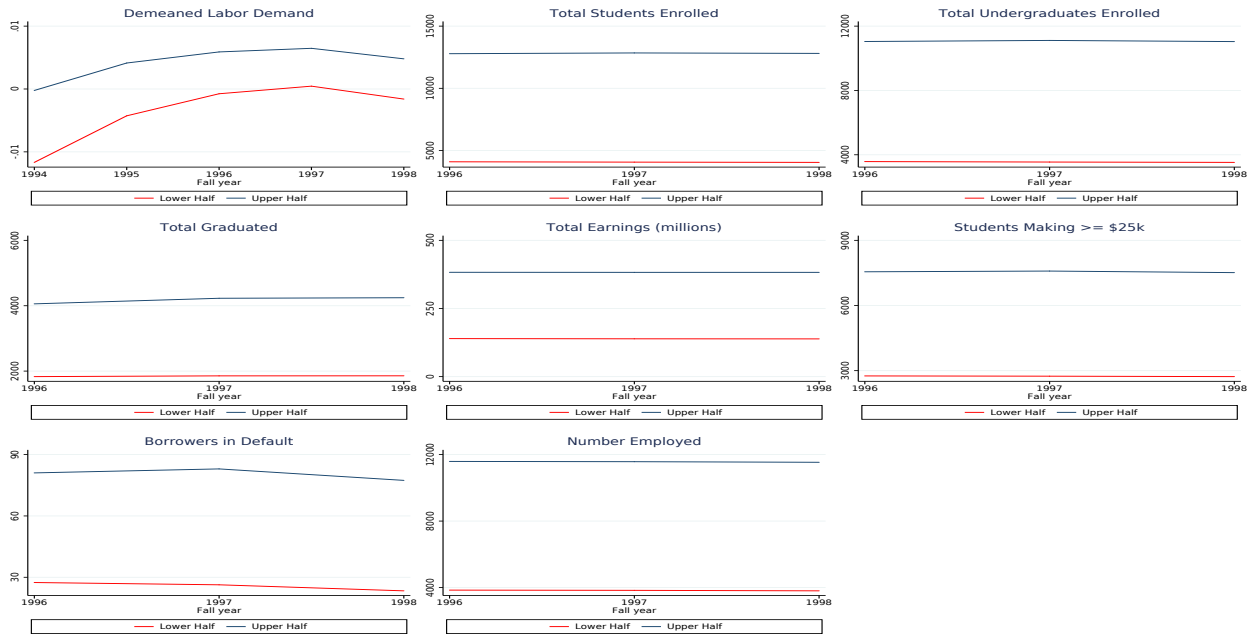 Demeaned Labor Demand
.01
0
-.01
1994 1995 1996 1997 1998
Fall year
Lower Half Upper Half
Total Students Enrolled
15000
10000
5000
1996 1997 1998
Fall year
Lower Half Upper Half
Total Undergraduates Enrolled
12000
8000
4000
1996 1997 1998
Fall year
Lower Half Upper Half
Total Graduated
6000
4000
2000
1996 1997 1998
Fall year
Lower Half Upper Half
Total Earnings (millions)
500
250
0
1996 1997 1998
Fall year
Lower Half Upper Half
Students Making >= $25k
9000
6000
3000
1996 1997 1998
Fall year
Lower Half Upper Half
Borrowers in Default
90
60
30
1996 1997 1998
Fall year
Lower Half Upper Half
Number Employed
12000
8000
4000
1996 1997 1998
Fall year
Lower Half Upper Half